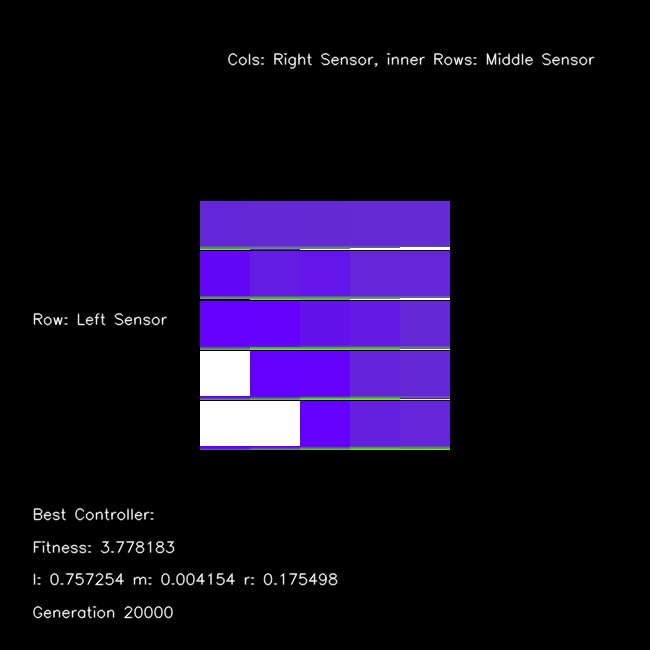 Cols: Right Sensor, inner Rows: Middle Sensor
Row: Left Sensor
Best Controller:
Fitness: 3.778183
l: 0.757254 m: 0.004154 r: 0.175498
Generation 20000